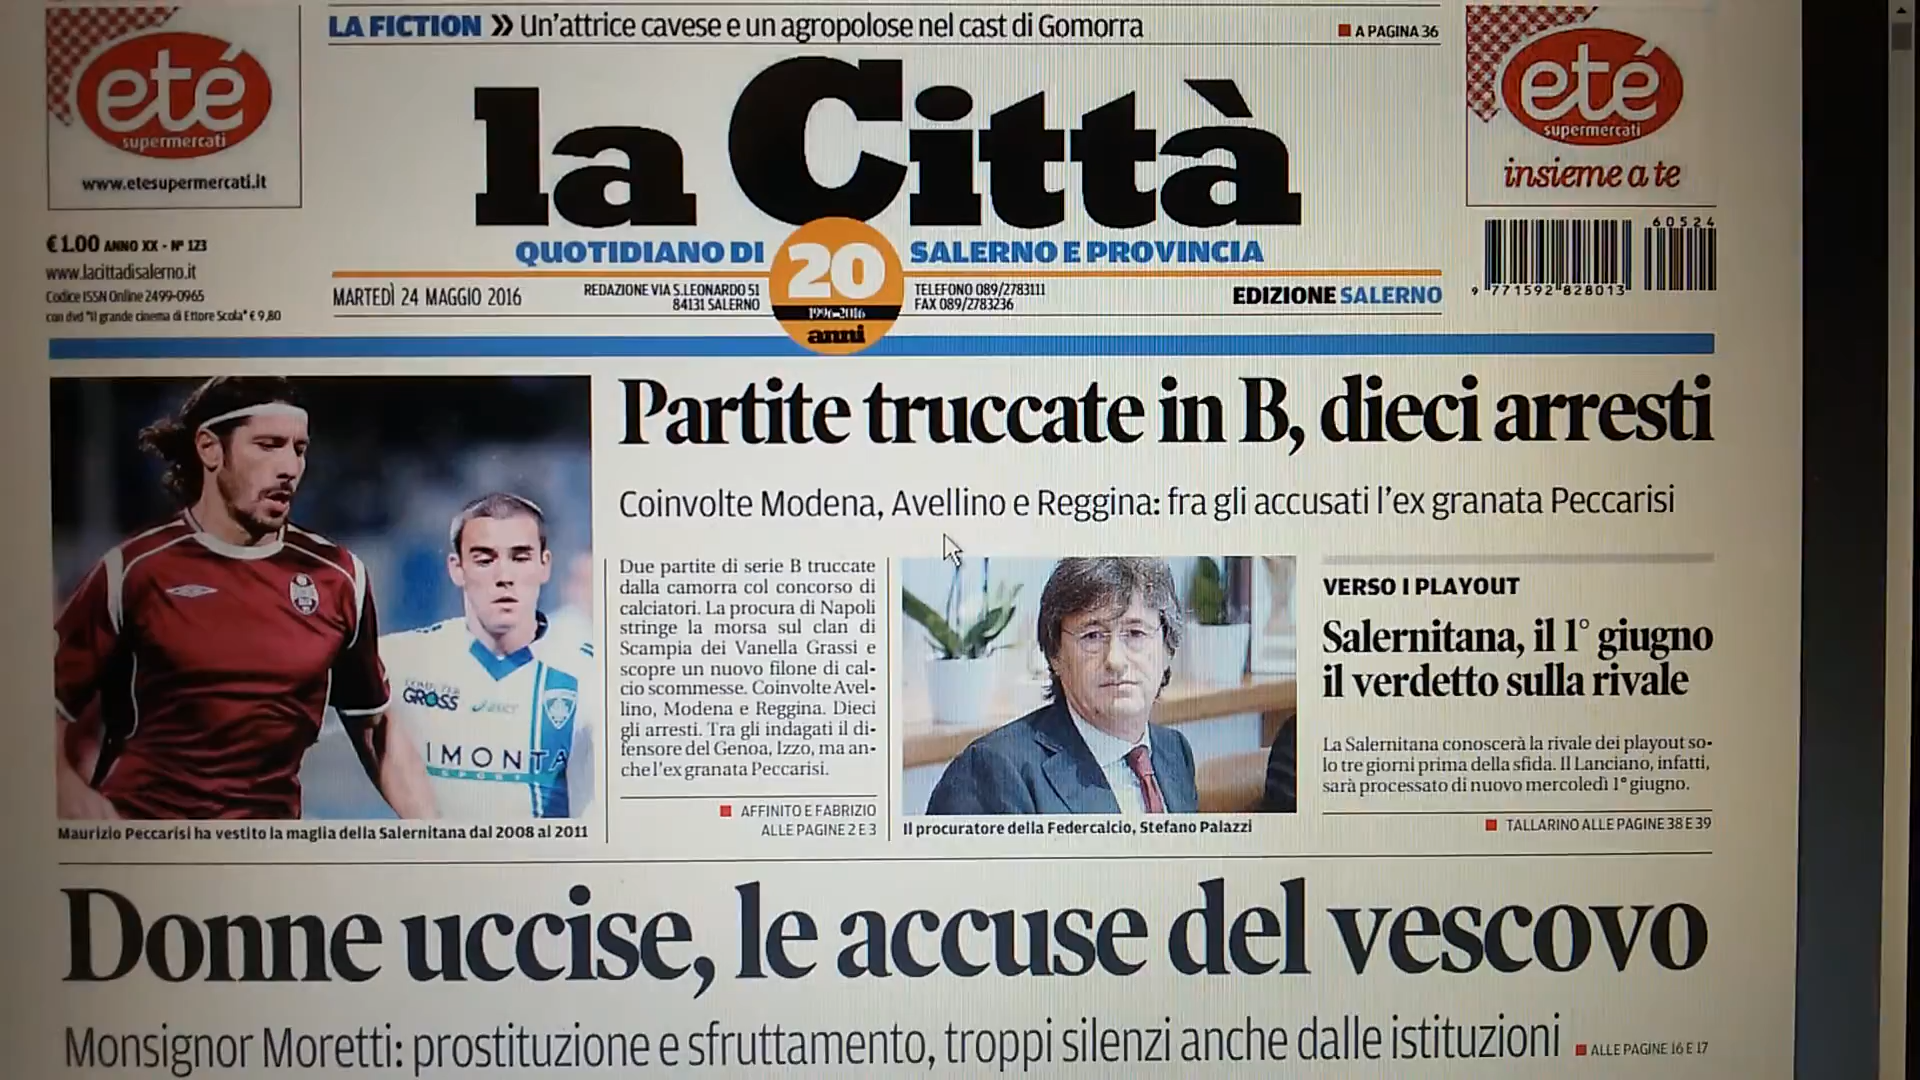 LA FICTION » Un'attrice cavese e un agropolose nel cast di Gomorra
A PAGINA 36
eté
supermercati
www.etesupermercati.it
eté
supermercati
insieme a te
la Città
QUOTIDIANO DI
20
SALERNO E PROVINCIA
1996-2016
anni
€ 1.00 ANNO XX - N° 123
www.lacittadisalerno.it
Codice ISSN Online 2499-0965
con dvd "Il grande cinema di Ettore Scola" € 9,80
MARTEDÌ 24 MAGGIO 2016
REDAZIONE VIA S.LEONARDO 51
84131 SALERNO
TELEFONO 089/2783111
FAX 089/2783236
EDIZIONE SALERNO
60524
9 771592 828013
Partite truccate in B, dieci arresti
Coinvolte Modena, Avellino e Reggina: fra gli accusati l'ex granata Peccarisi
GROSS
IMONTA
SPORT
Maurizio Peccarisi ha vestito la maglia della Salernitana dal 2008 al 2011
Due partite di serie B truccate
dalla camorra col concorso di
calciatori. La procura di Napoli
stringe la morsa sul clan di
Scampia dei Vanella Grassi e
scopre un nuovo filone di cal-
cio scommesse. Coinvolte Avel-
lino, Modena e Reggina. Dieci
gli arresti. Tra gli indagati il di-
fensore del Genoa, Izzo, ma an-
che l'ex granata Peccarisi.
AFFINITO E FABRIZIO
ALLE PAGINE 2 E 3
Il procuratore della Federcalcio, Stefano Palazzi
VERSO I PLAYOUT
Salernitana, il 1° giugno
il verdetto sulla rivale
La Salernitana conoscerà la rivale dei playout so-
lo tre giorni prima della sfida. Il Lanciano, infatti,
sarà processato di nuovo mercoledì 1° giugno.
TALLARINO ALLE PAGINE 38 E 39
Donne uccise, le accuse del vescovo
Monsignor Moretti: prostituzione e sfruttamento, troppi silenzi anche dalle istituzioni
ALLE PAGINE 16 E 17